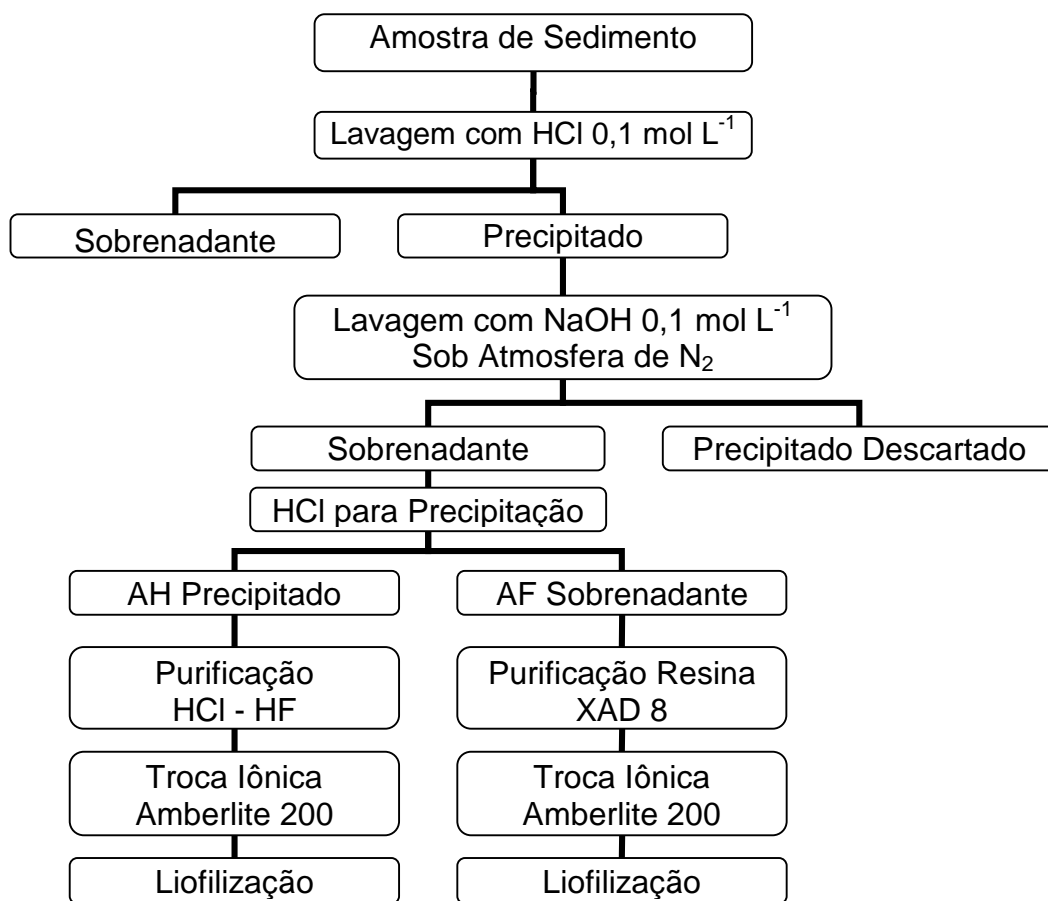 Amostra de Sedimento
Lavagem com HCl 0,1 mol L⁻¹
Sobrenadante
Precipitado
Lavagem com NaOH 0,1 mol L⁻¹
Sob Atmosfera de N₂
Sobrenadante
Precipitado Descartado
HCl para Precipitação
AH Precipitado
AF Sobrenadante
Purificação
HCl - HF
Purificação Resina
XAD 8
Troca Iônica
Amberlite 200
Troca Iônica
Amberlite 200
Liofilização
Liofilização